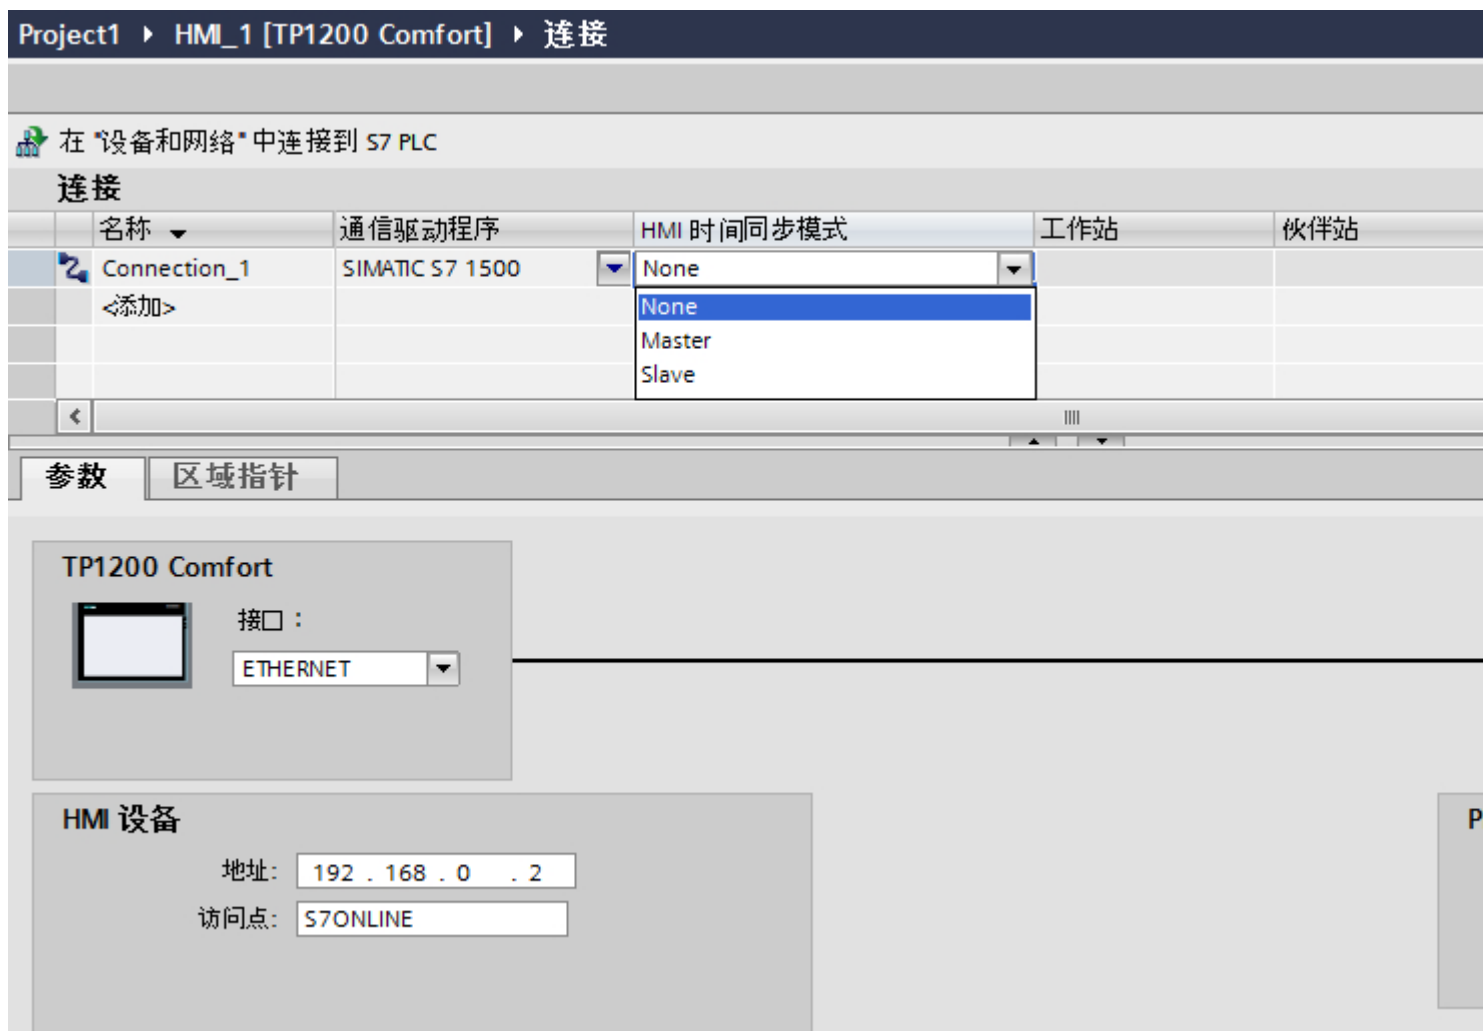 Project1 ▸ HMI_1 [TP1200 Comfort] ▸ 连接
在 "设备和网络" 中连接到 S7 PLC
连接
名称 通信驱动程序 HMI 时间同步模式 工作站 伙伴站
Connection_1 SIMATIC S7 1500 None
<添加> None
Master
Slave
参数 区域指针
TP1200 Comfort
接口：
ETHERNET
HMI 设备 P
地址: 192 . 168 . 0 . 2
访问点: S7ONLINE